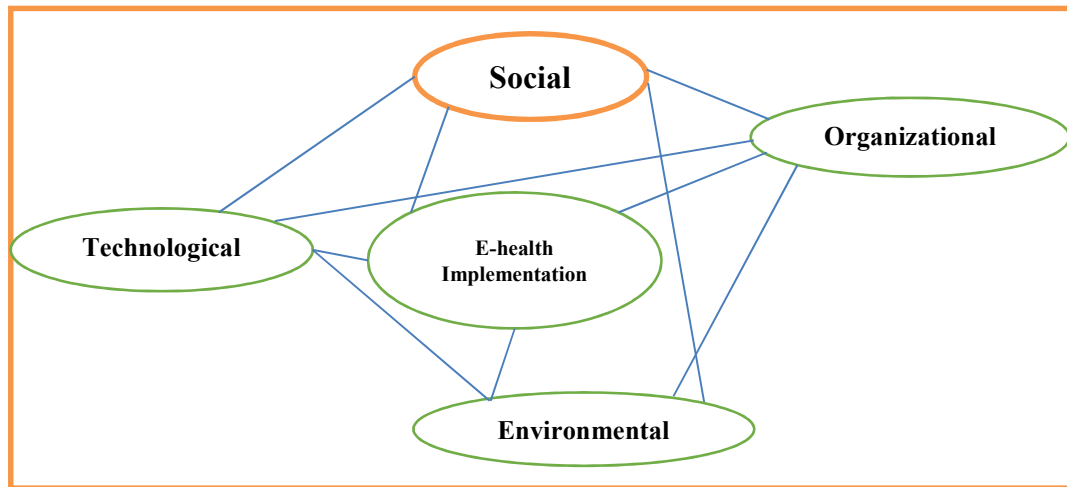 Social
Organizational
Technological
E-health
Implementation
Environmental